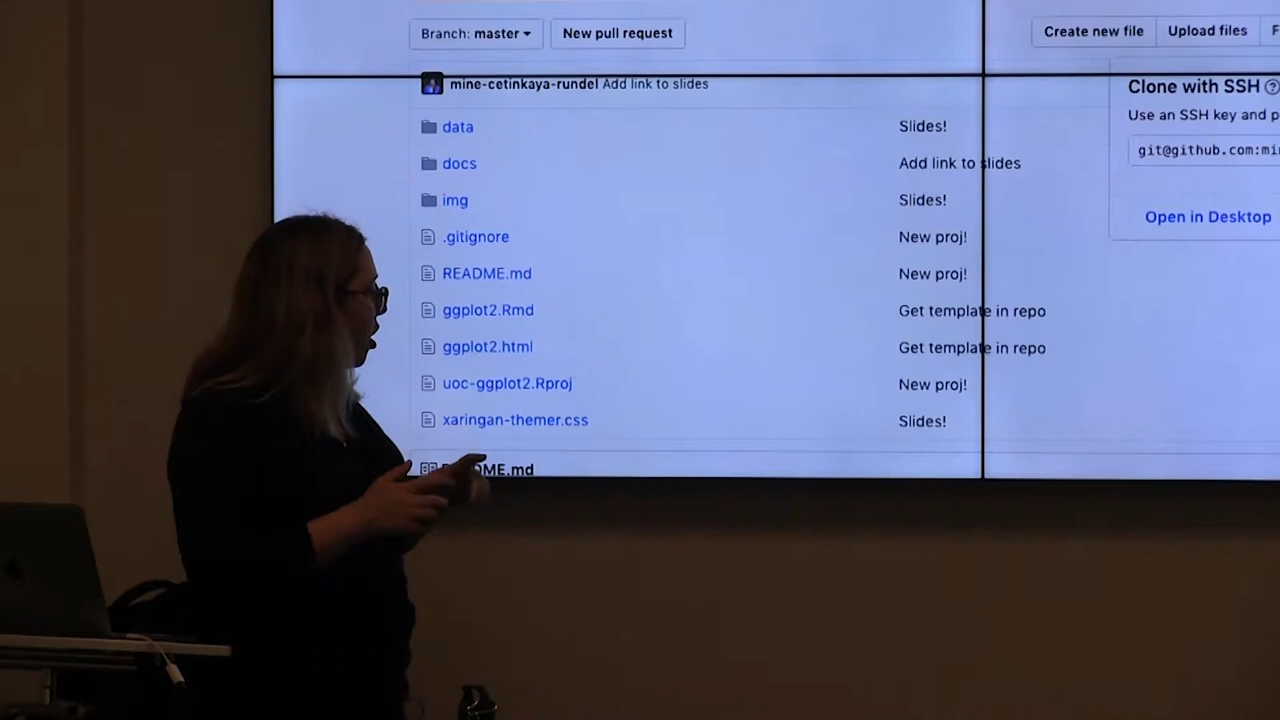 Branch: master
New pull request
Create new file
Upload files
F
mine-cetinkaya-rundel Add link to slides
Clone with SSH ?
Use an SSH key and p
git@github.com:mi
Open in Desktop
data Slides!
docs Add link to slides
img Slides!
.gitignore New proj!
README.md New proj!
ggplot2.Rmd Get template in repo
ggplot2.html Get template in repo
uoc-ggplot2.Rproj New proj!
xaringan-themer.css Slides!
README.md